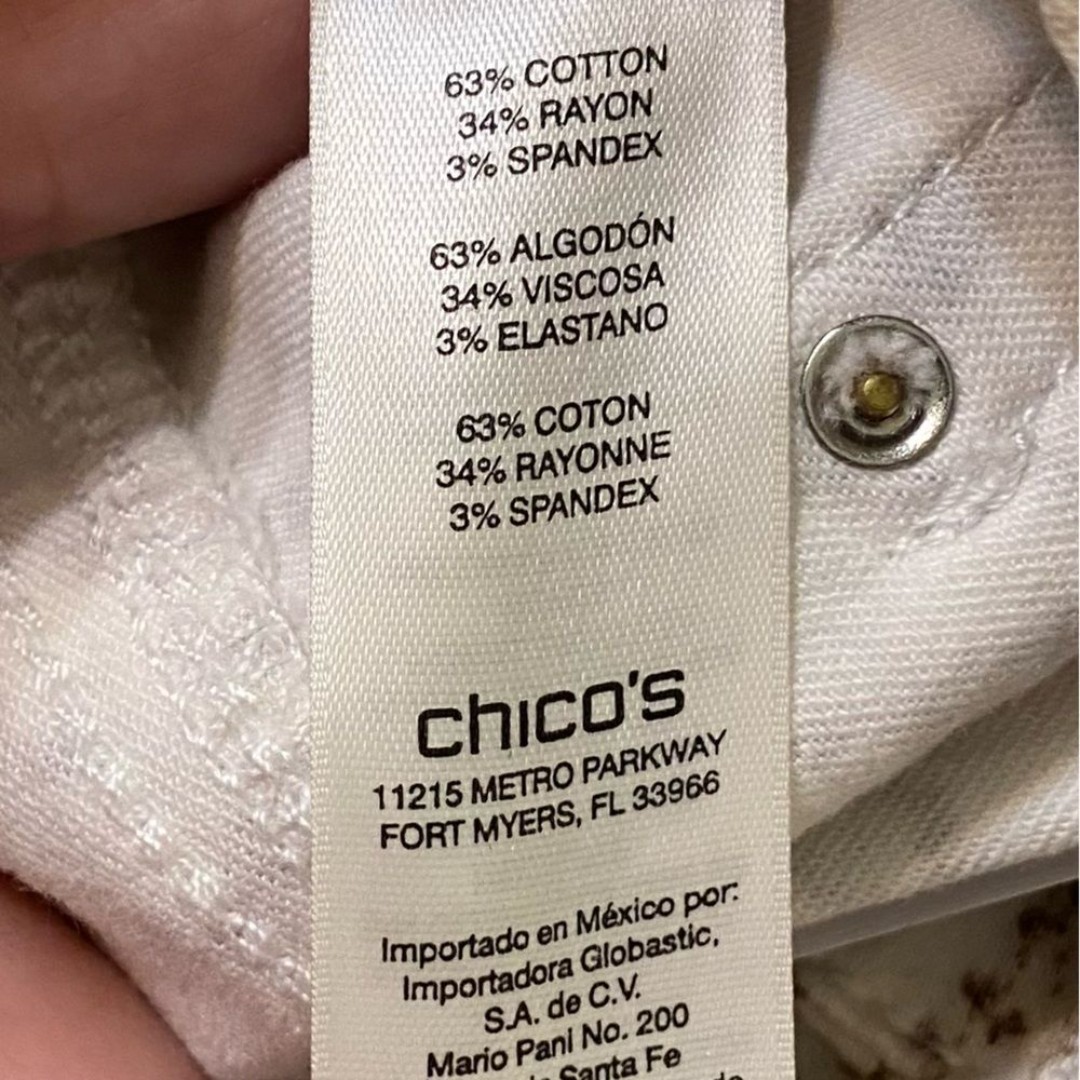 63% COTTON
34% RAYON
3% SPANDEX
63% ALGODÓN
34% VISCOSA
3% ELASTANO
63% COTON
34% RAYONNE
3% SPANDEX
chico's
11215 METRO PARKWAY
FORT MYERS, FL 33966
Importado en México por:
Importadora Globastic,
S.A. de C.V.
Mario Pani No. 200
Santa Fe